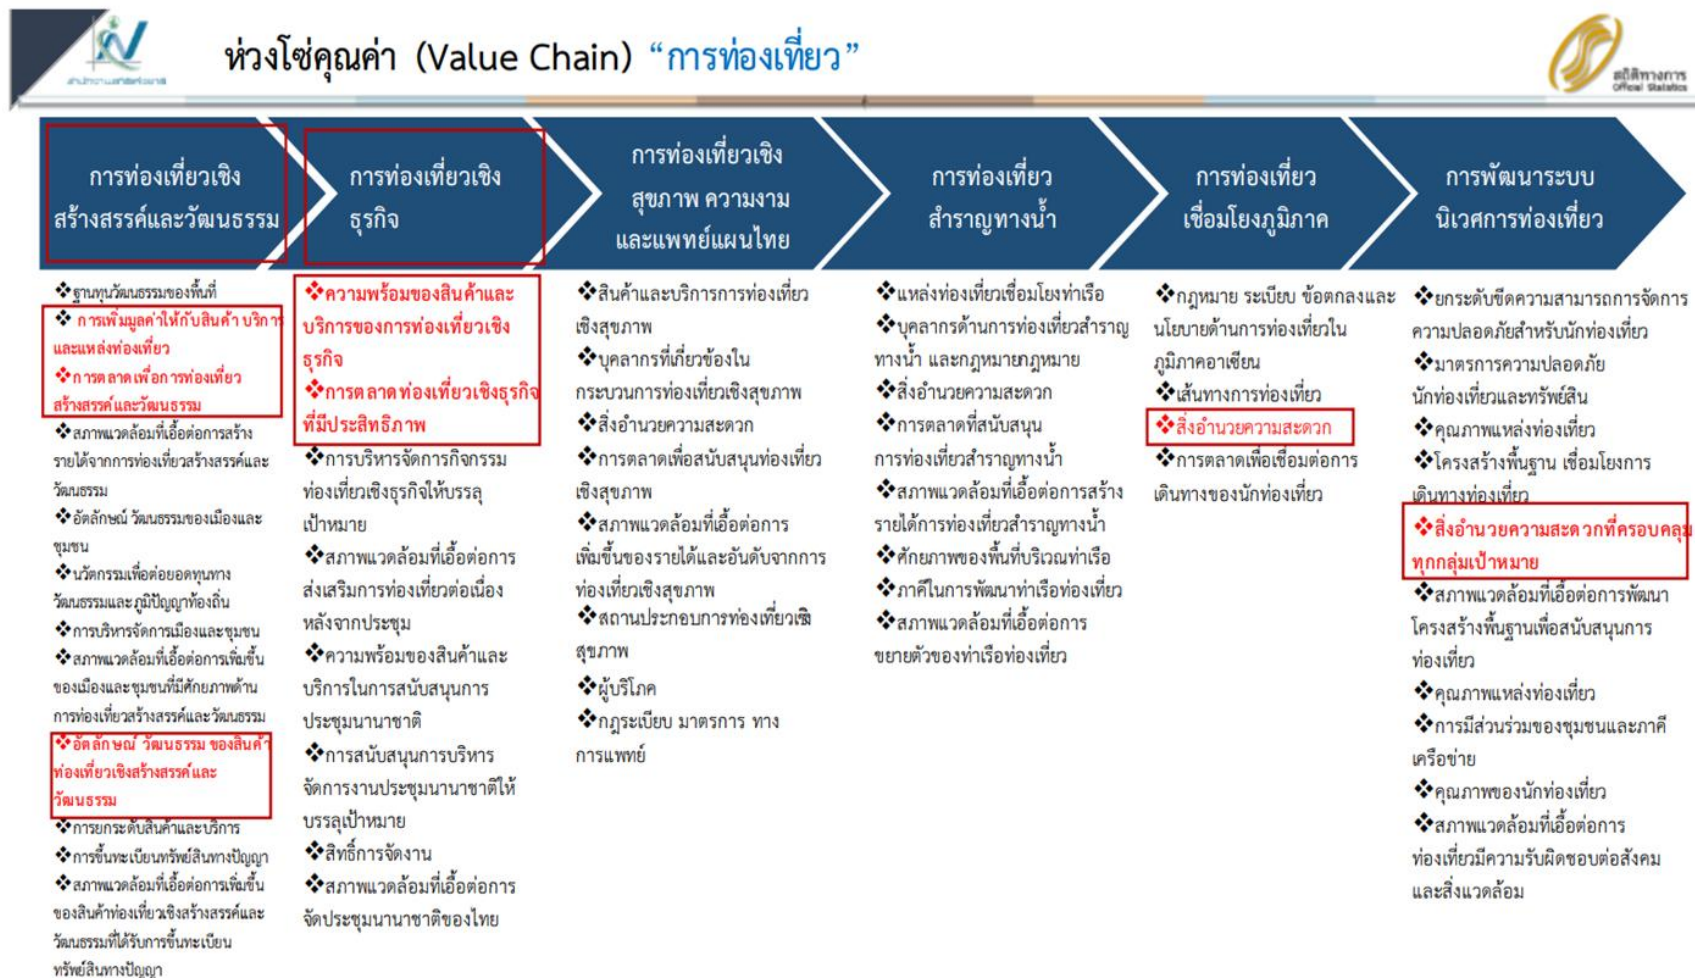 สำนักงานสถิติแห่งชาติ
ห่วงโซ่คุณค่า (Value Chain) “การท่องเที่ยว”
สถิติทางการ
Official Statistics
การท่องเที่ยวเชิง
สร้างสรรค์และวัฒนธรรม
การท่องเที่ยวเชิง
ธุรกิจ
การท่องเที่ยวเชิง
สุขภาพ ความงาม
และแพทย์แผนไทย
การท่องเที่ยว
สำราญทางน้ำ
การท่องเที่ยว
เชื่อมโยงภูมิภาค
การพัฒนาระบบ
นิเวศการท่องเที่ยว
❖ฐานทุนวัฒนธรรมของพื้นที่
❖ การเพิ่มมูลค่าให้กับสินค้า บริการ
และแหล่งท่องเที่ยว
❖การตลาดเพื่อการท่องเที่ยว
สร้างสรรค์และวัฒนธรรม
❖สภาพแวดล้อมที่เอื้อต่อการสร้าง
รายได้จากการท่องเที่ยวสร้างสรรค์และ
วัฒนธรรม
❖อัตลักษณ์ วัฒนธรรมของเมืองและ
ชุมชน
❖นวัตกรรมเพื่อต่อยอดทุนทาง
วัฒนธรรมและภูมิปัญญาท้องถิ่น
❖การบริหารจัดการเมืองและชุมชน
❖สภาพแวดล้อมที่เอื้อต่อการเพิ่มขึ้น
ของเมืองและชุมชนที่มีศักยภาพด้าน
การท่องเที่ยวสร้างสรรค์และวัฒนธรรม
❖อัตลักษณ์ วัฒนธรรม ของสินค้า
ท่องเที่ยวเชิงสร้างสรรค์และ
วัฒนธรรม
❖การยกระดับสินค้าและบริการ
❖การขึ้นทะเบียนทรัพย์สินทางปัญญา
❖สภาพแวดล้อมที่เอื้อต่อการเพิ่มขึ้น
ของสินค้าท่องเที่ยวเชิงสร้างสรรค์และ
วัฒนธรรมที่ได้รับการขึ้นทะเบียน
ทรัพย์สินทางปัญญา
❖ความพร้อมของสินค้าและ
บริการของการท่องเที่ยวเชิง
ธุรกิจ
❖การตลาดท่องเที่ยวเชิงธุรกิจ
ที่มีประสิทธิภาพ
❖การบริหารจัดการกิจกรรม
ท่องเที่ยวเชิงธุรกิจให้บรรลุ
เป้าหมาย
❖สภาพแวดล้อมที่เอื้อต่อการ
ส่งเสริมการท่องเที่ยวต่อเนื่อง
หลังจากประชุม
❖ความพร้อมของสินค้าและ
บริการในการสนับสนุนการ
ประชุมนานาชาติ
❖การสนับสนุนการบริหาร
จัดการงานประชุมนานาชาติให้
บรรลุเป้าหมาย
❖สิทธิ์การจัดงาน
❖สภาพแวดล้อมที่เอื้อต่อการ
จัดประชุมนานาชาติของไทย
❖สินค้าและบริการการท่องเที่ยว
เชิงสุขภาพ
❖บุคลากรที่เกี่ยวข้องใน
กระบวนการท่องเที่ยวเชิงสุขภาพ
❖สิ่งอำนวยความสะดวก
❖การตลาดเพื่อสนับสนุนท่องเที่ยว
เชิงสุขภาพ
❖สภาพแวดล้อมที่เอื้อต่อการ
เพิ่มขึ้นของรายได้และอันดับจากการ
ท่องเที่ยวเชิงสุขภาพ
❖สถานประกอบการท่องเที่ยวเชิง
สุขภาพ
❖ผู้บริโภค
❖กฎระเบียบ มาตรการ ทาง
การแพทย์
❖แหล่งท่องเที่ยวเชื่อมโยงท่าเรือ
❖บุคลากรด้านการท่องเที่ยวสำราญ
ทางน้ำ และกฎหมายกฎหมาย
❖สิ่งอำนวยความสะดวก
❖การตลาดที่สนับสนุน
การท่องเที่ยวสำราญทางน้ำ
❖สภาพแวดล้อมที่เอื้อต่อการสร้าง
รายได้การท่องเที่ยวสำราญทางน้ำ
❖ศักยภาพของพื้นที่บริเวณท่าเรือ
❖ภาคีในการพัฒนาท่าเรือท่องเที่ยว
❖สภาพแวดล้อมที่เอื้อต่อการ
ขยายตัวของท่าเรือท่องเที่ยว
❖กฎหมาย ระเบียบ ข้อตกลงและ
นโยบายด้านการท่องเที่ยวใน
ภูมิภาคอาเซียน
❖เส้นทางการท่องเที่ยว
❖สิ่งอำนวยความสะดวก
❖การตลาดเพื่อเชื่อมต่อการ
เดินทางของนักท่องเที่ยว
❖ยกระดับขีดความสามารถการจัดการ
ความปลอดภัยสำหรับนักท่องเที่ยว
❖มาตรการความปลอดภัย
นักท่องเที่ยวและทรัพย์สิน
❖คุณภาพแหล่งท่องเที่ยว
❖โครงสร้างพื้นฐาน เชื่อมโยงการ
เดินทางท่องเที่ยว
❖สิ่งอำนวยความสะดวกที่ครอบคลุม
ทุกกลุ่มเป้าหมาย
❖สภาพแวดล้อมที่เอื้อต่อการพัฒนา
โครงสร้างพื้นฐานเพื่อสนับสนุนการ
ท่องเที่ยว
❖คุณภาพแหล่งท่องเที่ยว
❖การมีส่วนร่วมของชุมชนและภาคี
เครือข่าย
❖คุณภาพของนักท่องเที่ยว
❖สภาพแวดล้อมที่เอื้อต่อการ
ท่องเที่ยวมีความรับผิดชอบต่อสังคม
และสิ่งแวดล้อม